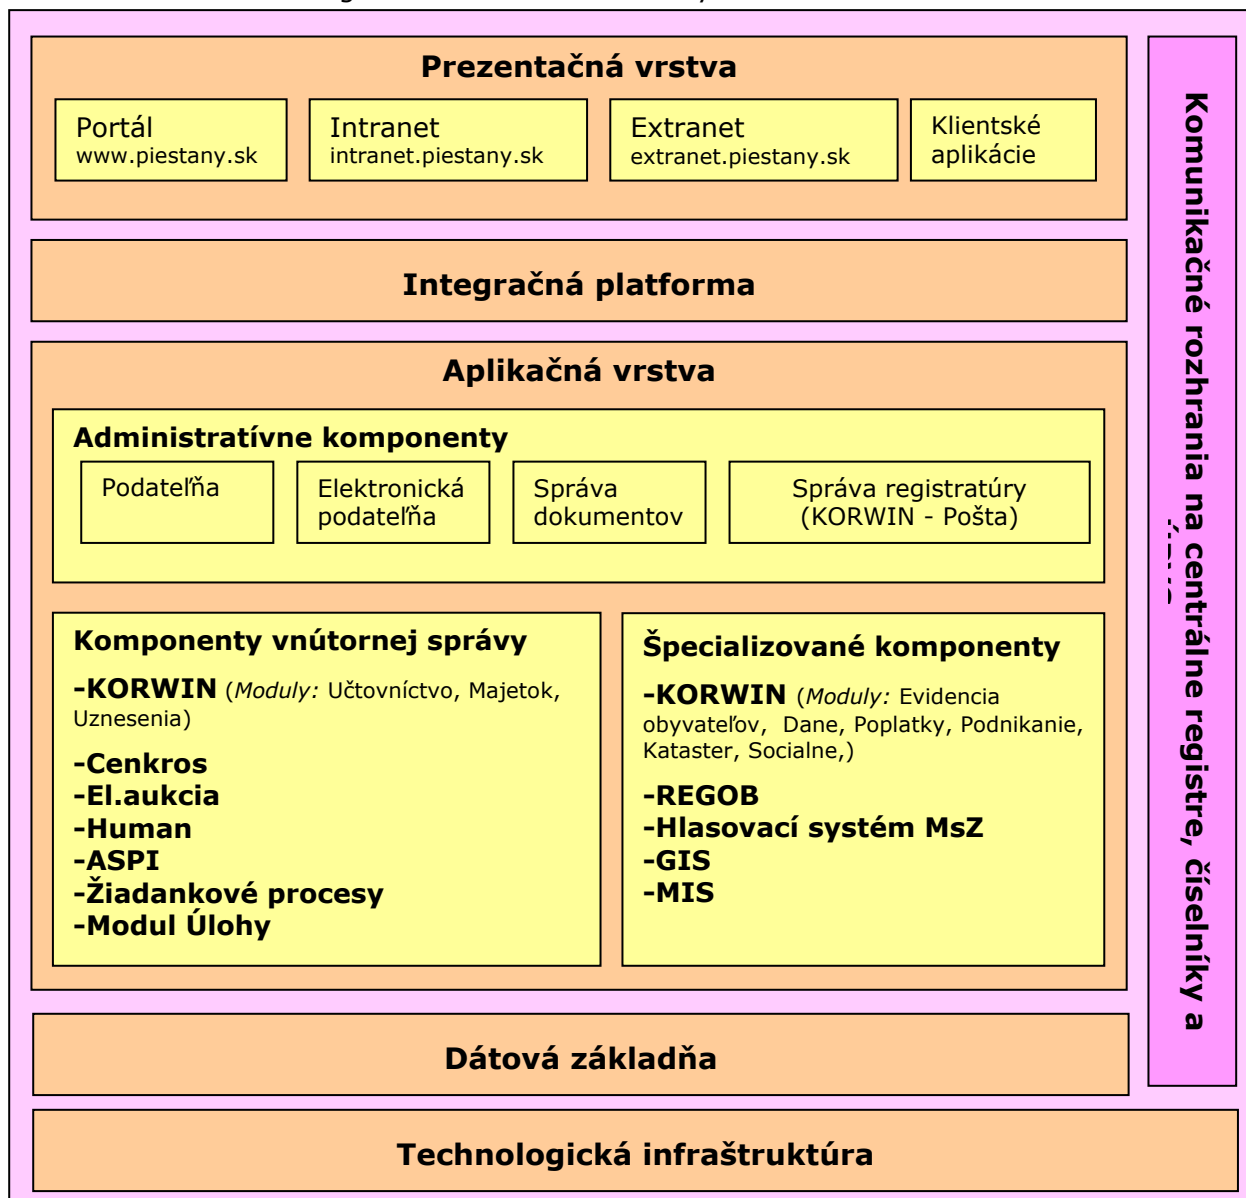 Prezentačná vrstva
Portál
www.piestany.sk
Intranet
intranet.piestany.sk
Extranet
extranet.piestany.sk
Klientské
aplikácie
Integračná platforma
Aplikačná vrstva
Administratívne komponenty
Podateľňa
Elektronická
podateľňa
Správa
dokumentov
Správa registratúry
(KORWIN - Pošta)
Komponenty vnútornej správy
-KORWIN (Moduly: Učtovníctvo, Majetok,
Uznesenia)
-Cenkros
-El.aukcia
-Human
-ASPI
-Žiadankové procesy
-Modul Úlohy
Špecializované komponenty
-KORWIN (Moduly: Evidencia
obyvateľov, Dane, Poplatky, Podnikanie,
Kataster, Socialne,)
-REGOB
-Hlasovací systém MsZ
-GIS
-MIS
Dátová základňa
Technologická infraštruktúra
Komunikačné rozhrania na centrálne registre, číselníky a